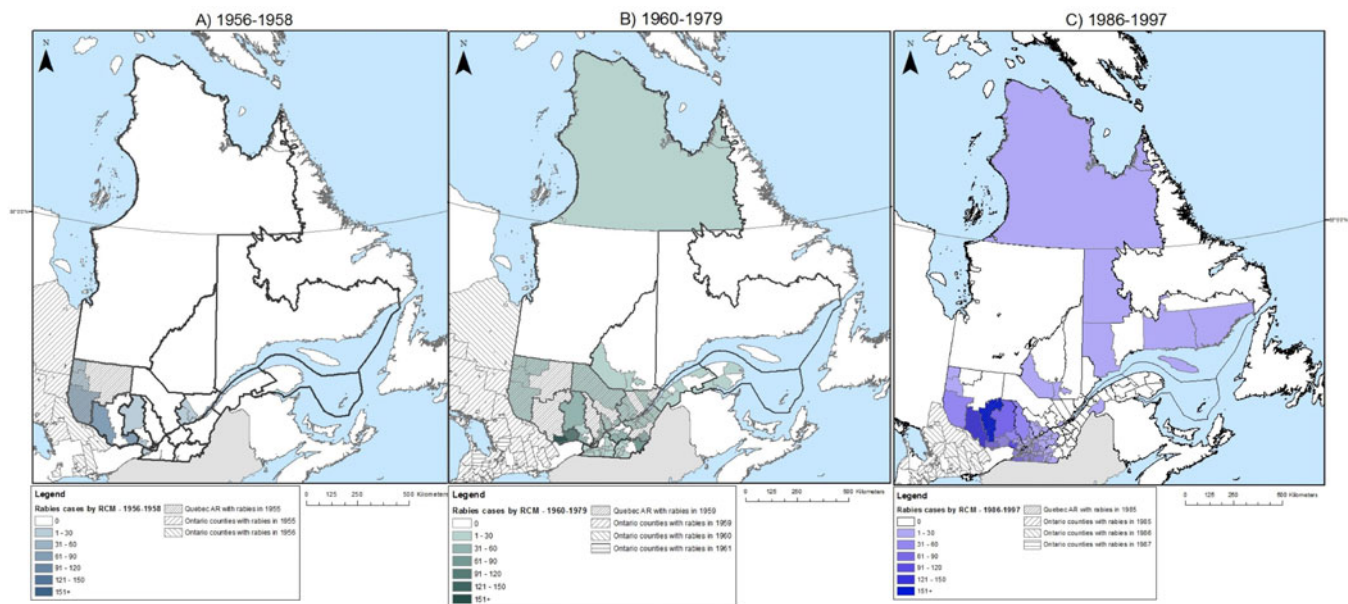 A) 1956-1958
B) 1960-1979
C) 1986-1997
N
N
N
Legend
Rabies cases by RCM - 1956-1958
0
1 - 30
31 - 60
61 - 90
91 - 120
121 - 150
151+
Quebec AR with rabies in 1955
Ontario counties with rabies in 1955
Ontario counties with rabies in 1956
0 125 250 500 Kilometers
Legend
Rabies cases by RCM - 1960-1979
0
1 - 30
31 - 60
61 - 90
91 - 120
121 - 150
151+
Quebec AR with rabies in 1959
Ontario counties with rabies in 1959
Ontario counties with rabies in 1960
Ontario counties with rabies in 1961
0 125 250 500 Kilometers
Legend
Rabies cases by RCM - 1986-1997
0
1 - 30
31 - 60
61 - 90
91 - 120
121 - 150
151+
Quebec AR with rabies in 1985
Ontario counties with rabies in 1985
Ontario counties with rabies in 1986
Ontario counties with rabies in 1987
0 125 250 500 Kilometers